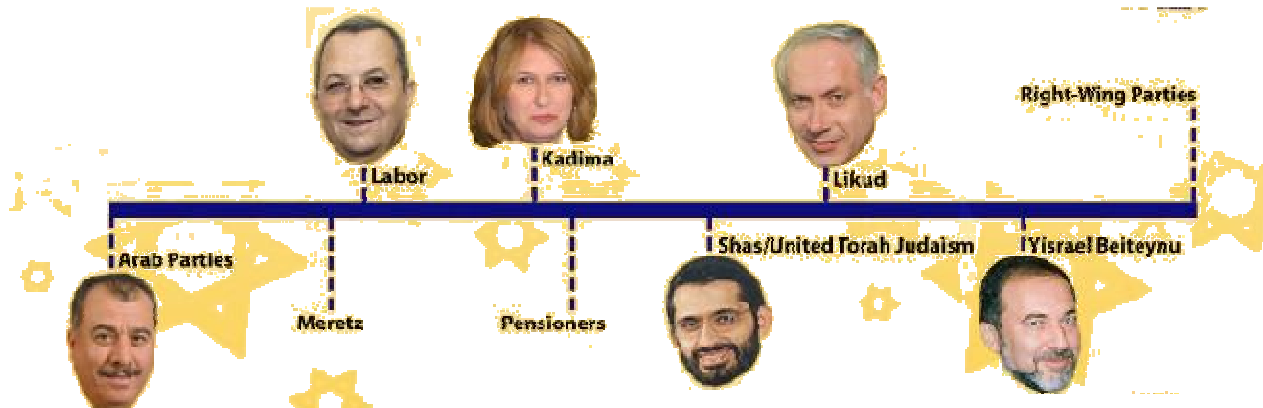 Right-Wing Parties
Kadima
Labor
Likud
Arab Parties
Shas/United Torah Judaism
Yisrael Beiteynu
Meretz
Pensioners